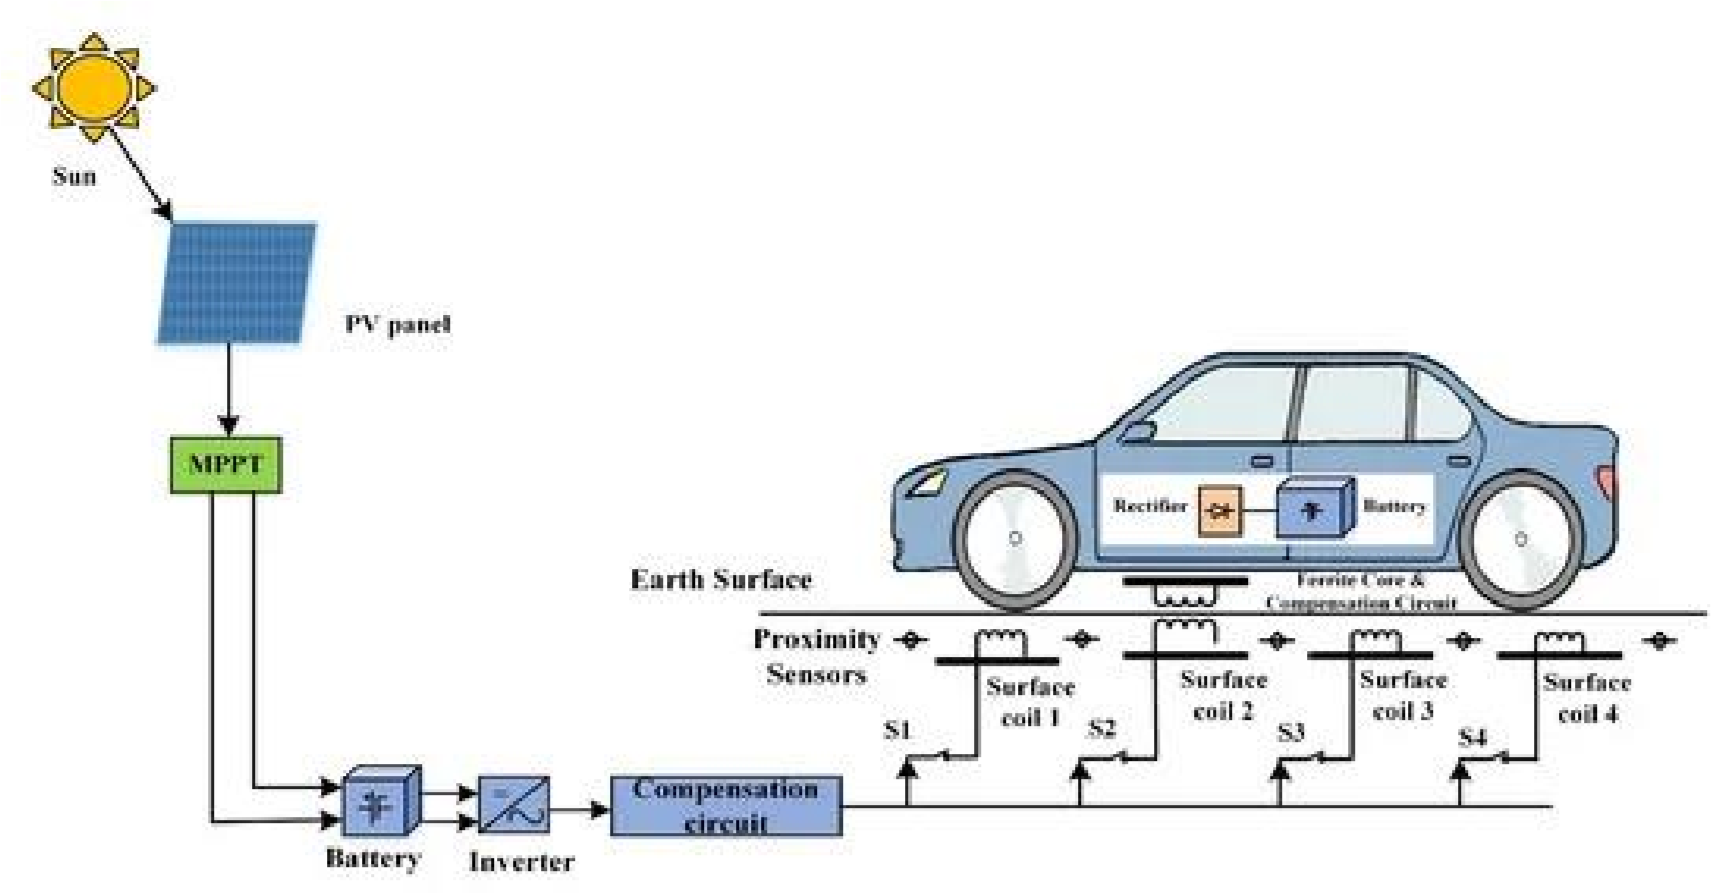 Sun
PV panel
MPPT
Rectifier
Battery
Earth Surface
Ferrite Core &
Compensation Circuit
Proximity
Sensors
Surface
coil 1
Surface
coil 2
Surface
coil 3
Surface
coil 4
S1
S2
S3
S4
Compensation
circuit
Battery
Inverter